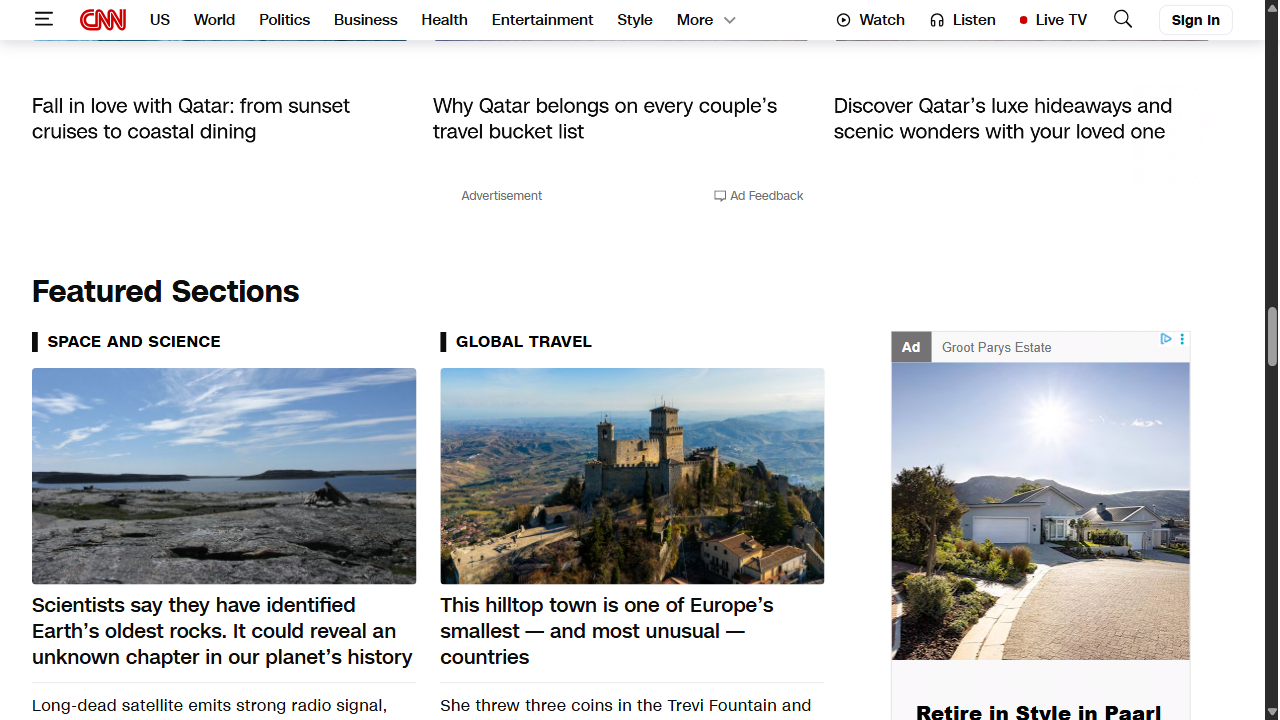 CNN US World Politics Business Health Entertainment Style More Watch Listen Live TV Sign In
Fall in love with Qatar: from sunset
cruises to coastal dining
Why Qatar belongs on every couple’s
travel bucket list
Discover Qatar’s luxe hideaways and
scenic wonders with your loved one
Advertisement
Ad Feedback
Featured Sections
SPACE AND SCIENCE
Scientists say they have identified
Earth’s oldest rocks. It could reveal an
unknown chapter in our planet’s history
Long-dead satellite emits strong radio signal,
GLOBAL TRAVEL
This hilltop town is one of Europe’s
smallest — and most unusual —
countries
She threw three coins in the Trevi Fountain and
Ad Groot Parys Estate
Retire in Style in Paarl